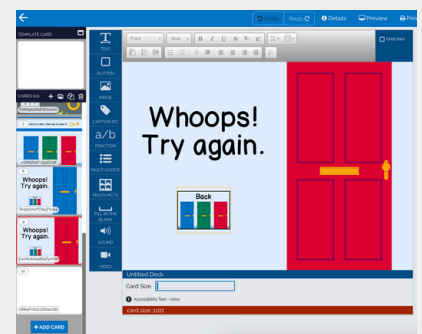 Undo Redo Details Preview Print
TEMPLATE CARD
Font Size B I U S X X
GridLines
TEXT
BUTTON
IMAGE
CAPTION PIC
a/b
FRACTION
MULTI-CHOICE
MULTI-PICTS
FILL IN THE
BLANK
SOUND
VIDEO
CARDS
Whoops!
Try again.
Back
Whoops!
Try again.
Whoops!
Try again.
Untitled Deck
Card Size
Accessibility Text - none
card size: 1101
+ ADD CARD